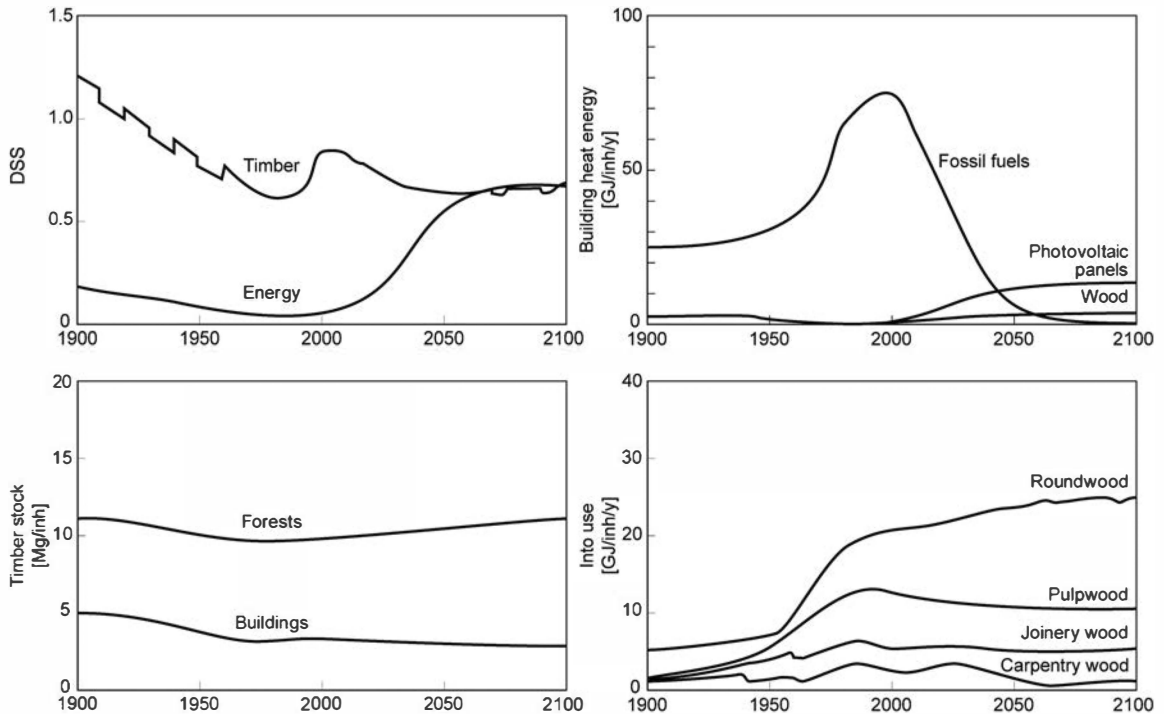 DSS
1.5
1.0
0.5
0
Timber
Energy
1900 1950 2000 2050 2100
Building heat energy
[GJ/inh/y]
100
50
0
Fossil fuels
Photovoltaic
panels
Wood
1900 1950 2000 2050 2100
Timber stock
[Mg/inh]
20
15
10
5
0
Forests
Buildings
1900 1950 2000 2050 2100
Into use
[GJ/inh/y]
40
30
20
10
0
Roundwood
Pulpwood
Joinery wood
Carpentry wood
1900 1950 2000 2050 2100